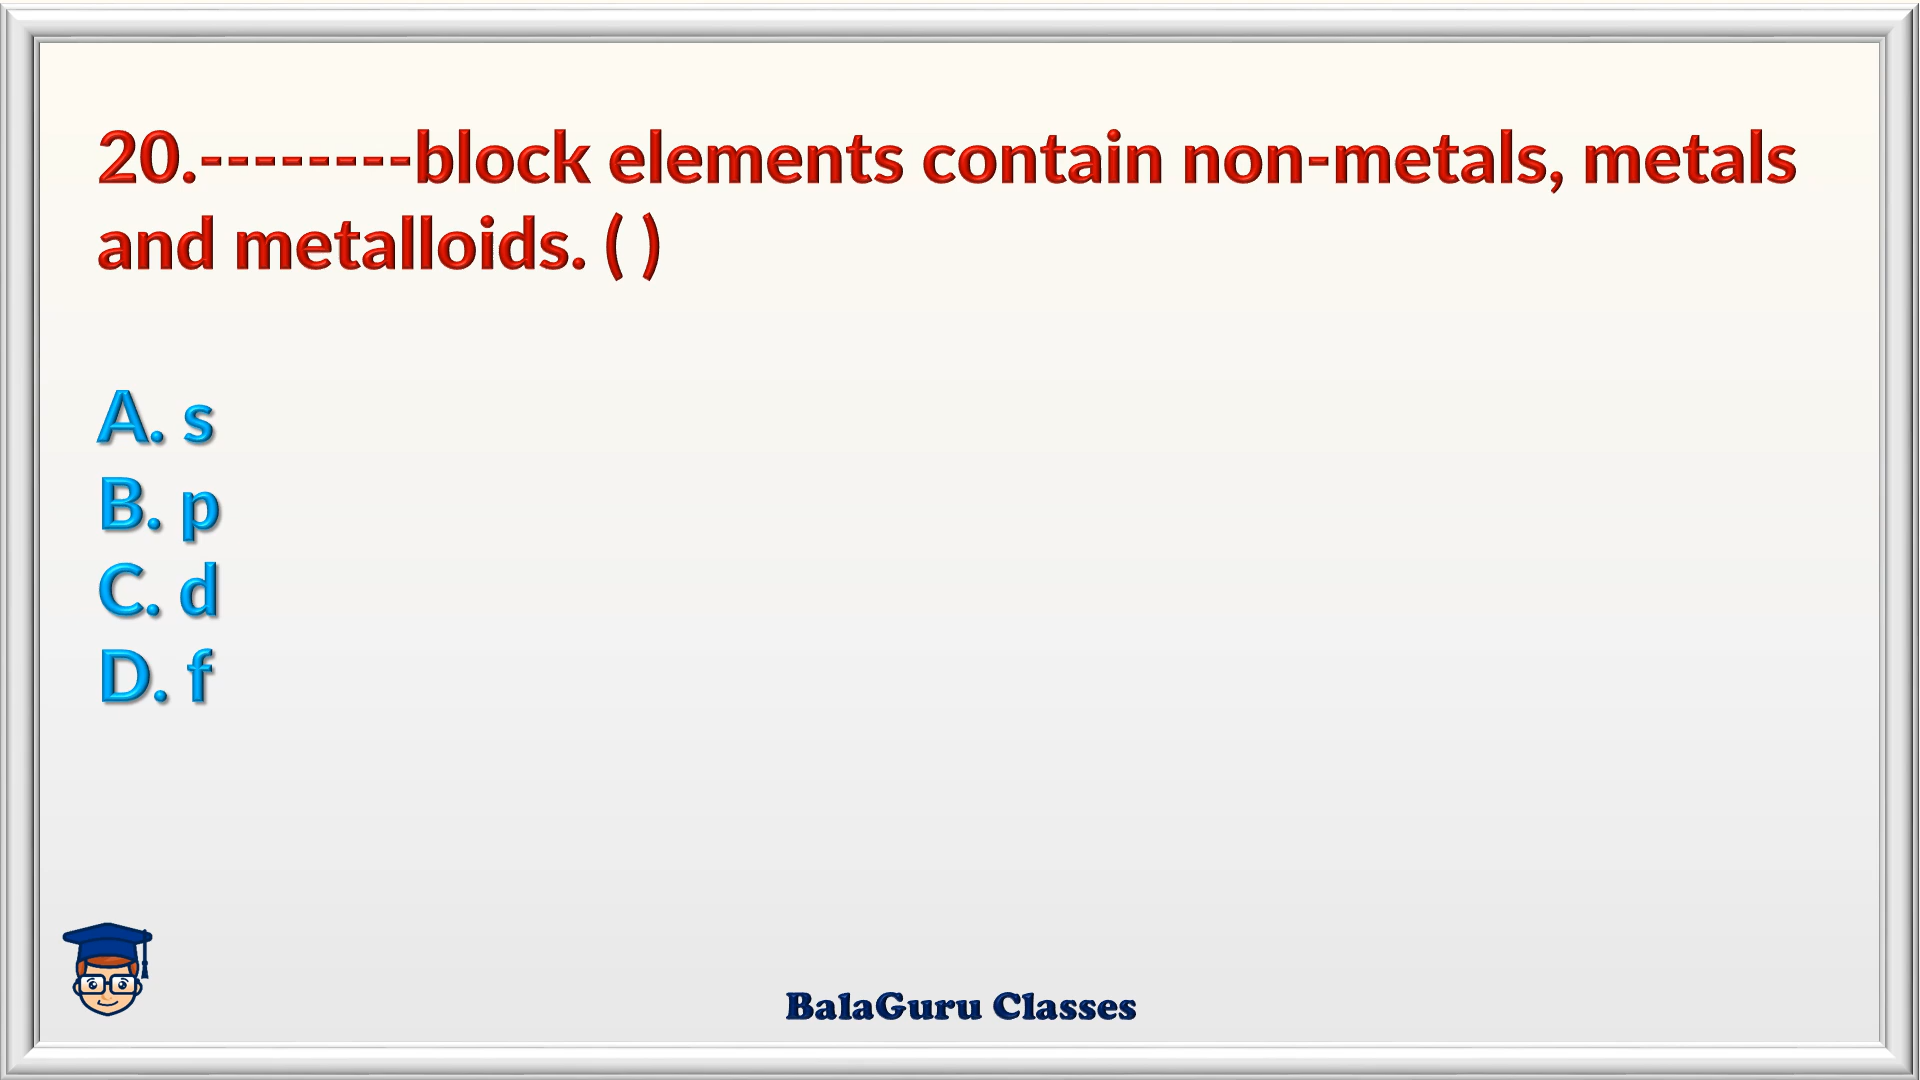 20.--------block elements contain non-metals, metals
and metalloids. ( )
A. s
B. p
C. d
D. f
BalaGuru Classes